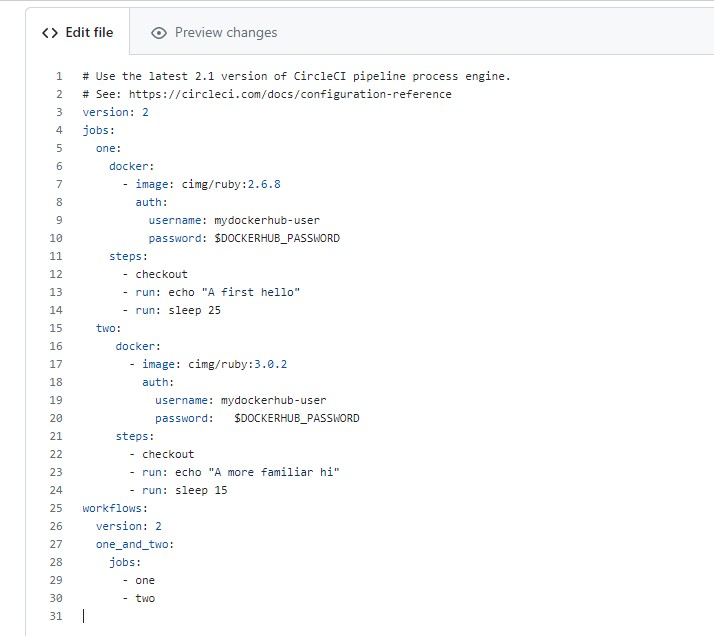 Edit file Preview changes
1 # Use the latest 2.1 version of CircleCI pipeline process engine.
2 # See: https://circleci.com/docs/configuration-reference
3 version: 2
4 jobs:
5   one:
6     docker:
7       - image: cimg/ruby:2.6.8
8         auth:
9           username: mydockerhub-user
10           password: $DOCKERHUB_PASSWORD
11     steps:
12       - checkout
13       - run: echo "A first hello"
14       - run: sleep 25
15   two:
16      docker:
17        - image: cimg/ruby:3.0.2
18          auth:
19            username: mydockerhub-user
20            password:   $DOCKERHUB_PASSWORD
21      steps:
22        - checkout
23        - run: echo "A more familiar hi"
24        - run: sleep 15
25 workflows:
26   version: 2
27   one_and_two:
28     jobs:
29       - one
30       - two
31